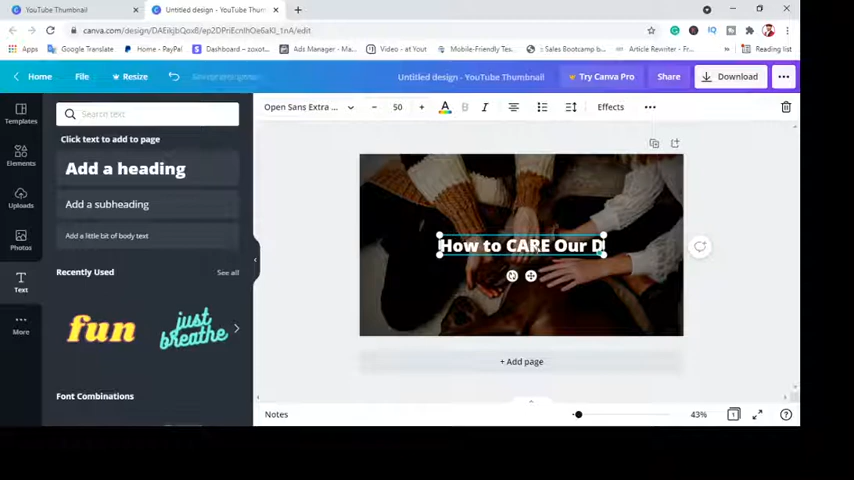 YouTube Thumbnail
Untitled design - YouTube Thum
canva.com/design/
/edit
Apps
Google Translate
Home - PayPal
Dashboard – zoxot...
Ads Manager - Ma...
Video - at Yout
Mobile-Friendly Tes...
:: Sales Bootcamp b...
Article Rewriter - Fr...
Reading list
Home
File
Resize
Untitled design - YouTube Thumbnail
Try Canva Pro
Share
Download
Templates
Elements
Uploads
Photos
Text
More
Search text
Click text to add to page
Add a heading
Add a subheading
Add a little bit of body text
Recently Used
See all
fun
just
breathe
Font Combinations
Open Sans Extra ...
50
A
B
I
Effects
How to CARE Our D
+ Add page
Notes
43%
1